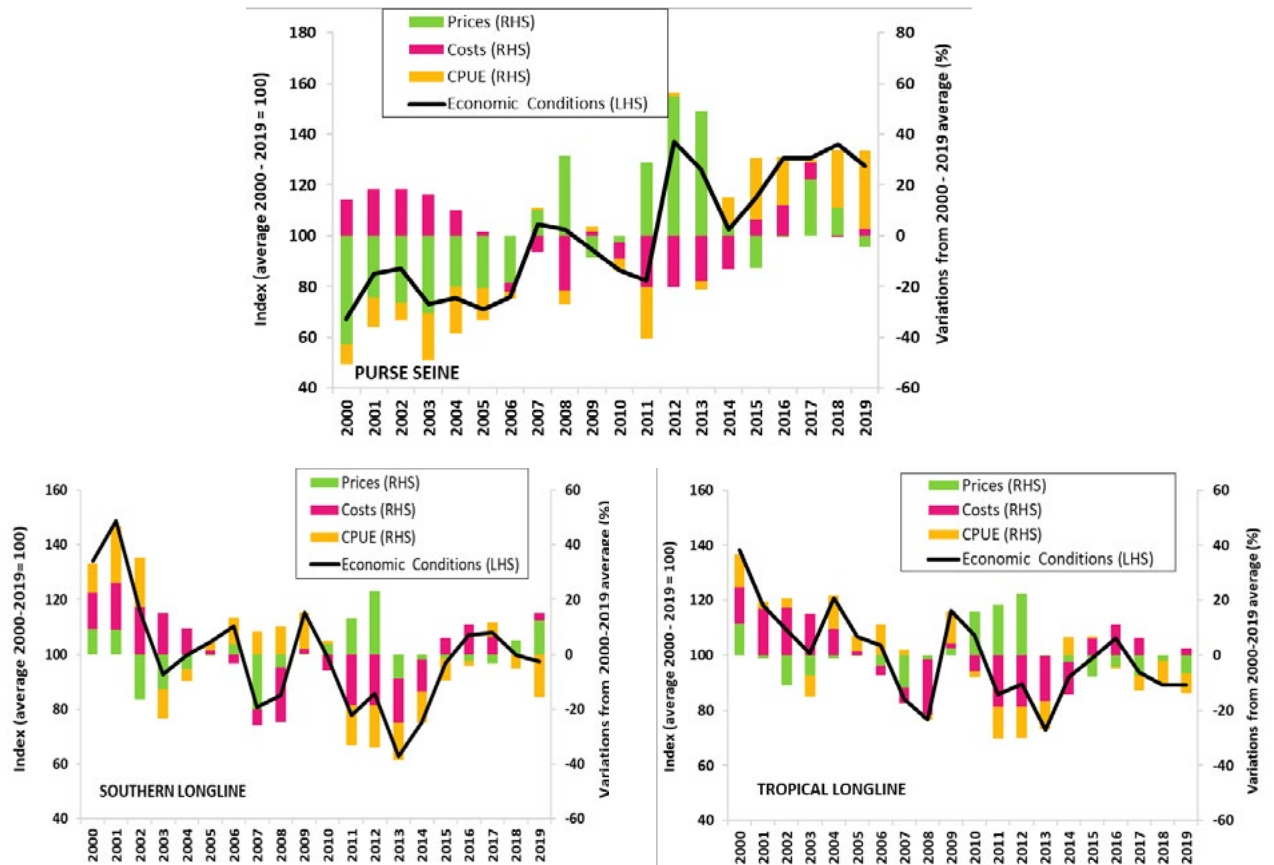 Prices (RHS)
Costs (RHS)
CPUE (RHS)
Economic Conditions (LHS)
Index (average 2000 - 2019 = 100)
180
160
140
120
100
80
60
40
80
60
40
20
0
-20
-40
-60
Variations from 2000 - 2019 average (%)
PURSE SEINE
2000 2001 2002 2003 2004 2005 2006 2007 2008 2009 2010 2011 2012 2013 2014 2015 2016 2017 2018 2019
Prices (RHS)
Costs (RHS)
CPUE (RHS)
Economic Conditions (LHS)
Index (average 2000-2019=100)
160
140
120
100
80
60
40
60
40
20
0
-20
-40
-60
Variations from 2000-2019 average (%)
SOUTHERN LONGLINE
2000 2001 2002 2003 2004 2005 2006 2007 2008 2009 2010 2011 2012 2013 2014 2015 2016 2017 2018 2019
Prices (RHS)
Costs (RHS)
CPUE (RHS)
Economic Conditions (LHS)
Index (average 2000 - 2019 = 100)
160
140
120
100
80
60
40
60
40
20
0
-20
-40
-60
Variations from 2000-2019 average (%)
TROPICAL LONGLINE
2000 2001 2002 2003 2004 2005 2006 2007 2008 2009 2010 2011 2012 2013 2014 2015 2016 2017 2018 2019